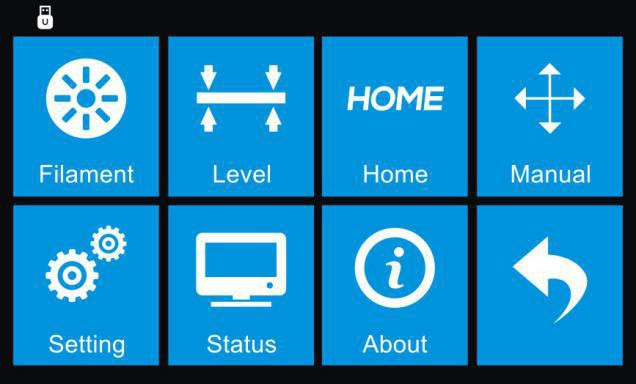 U
Filament
Level
HOME
Home
Manual
Setting
Status
i
About